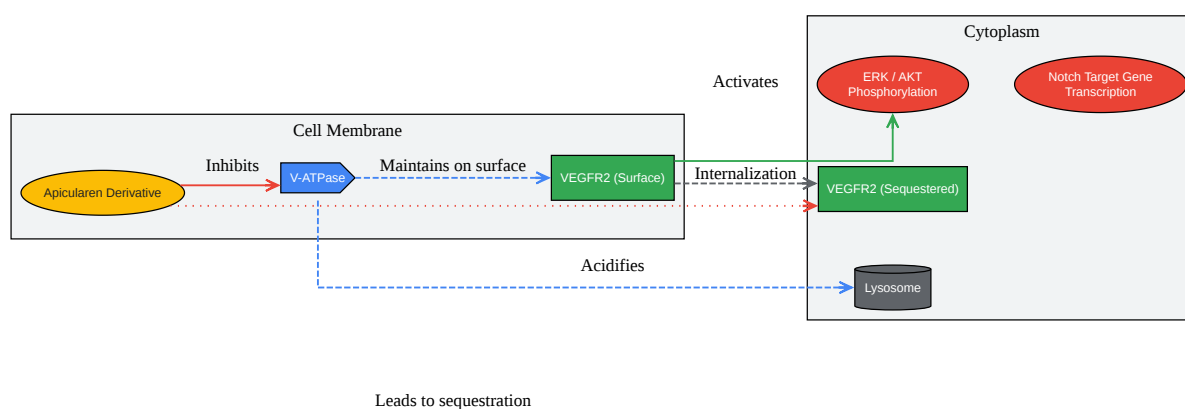 Cytoplasm
Activates
ERK / AKT
Phosphorylation
Notch Target Gene
Transcription
Cell Membrane
Inhibits
V-ATPase
Maintains on surface
VEGFR2 (Surface)
Internalization
VEGFR2 (Sequestered)
Apicularen Derivative
Acidifies
Lysosome
Leads to sequestration